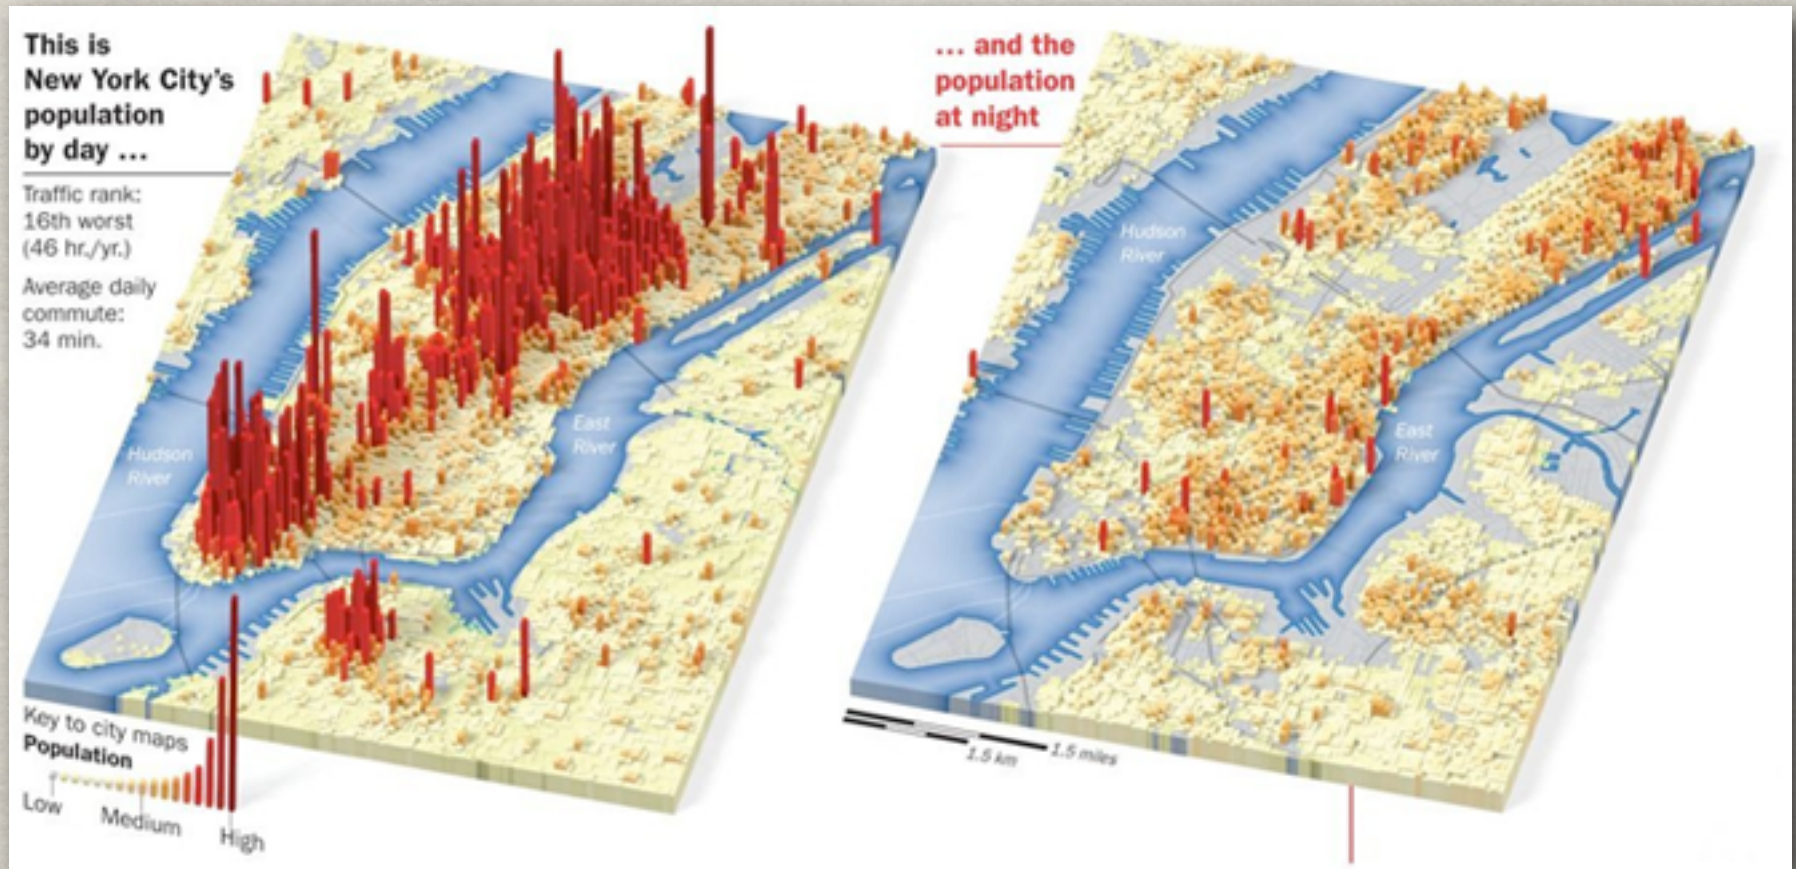 This is
New York City's
population
by day ...
Traffic rank:
16th worst
(46 hr./yr.)
Average daily
commute:
34 min.
Hudson
River
East
River
Key to city maps
Population
Low
Medium
High
... and the
population
at night
Hudson
River
East
River
1.5 km
1.5 miles